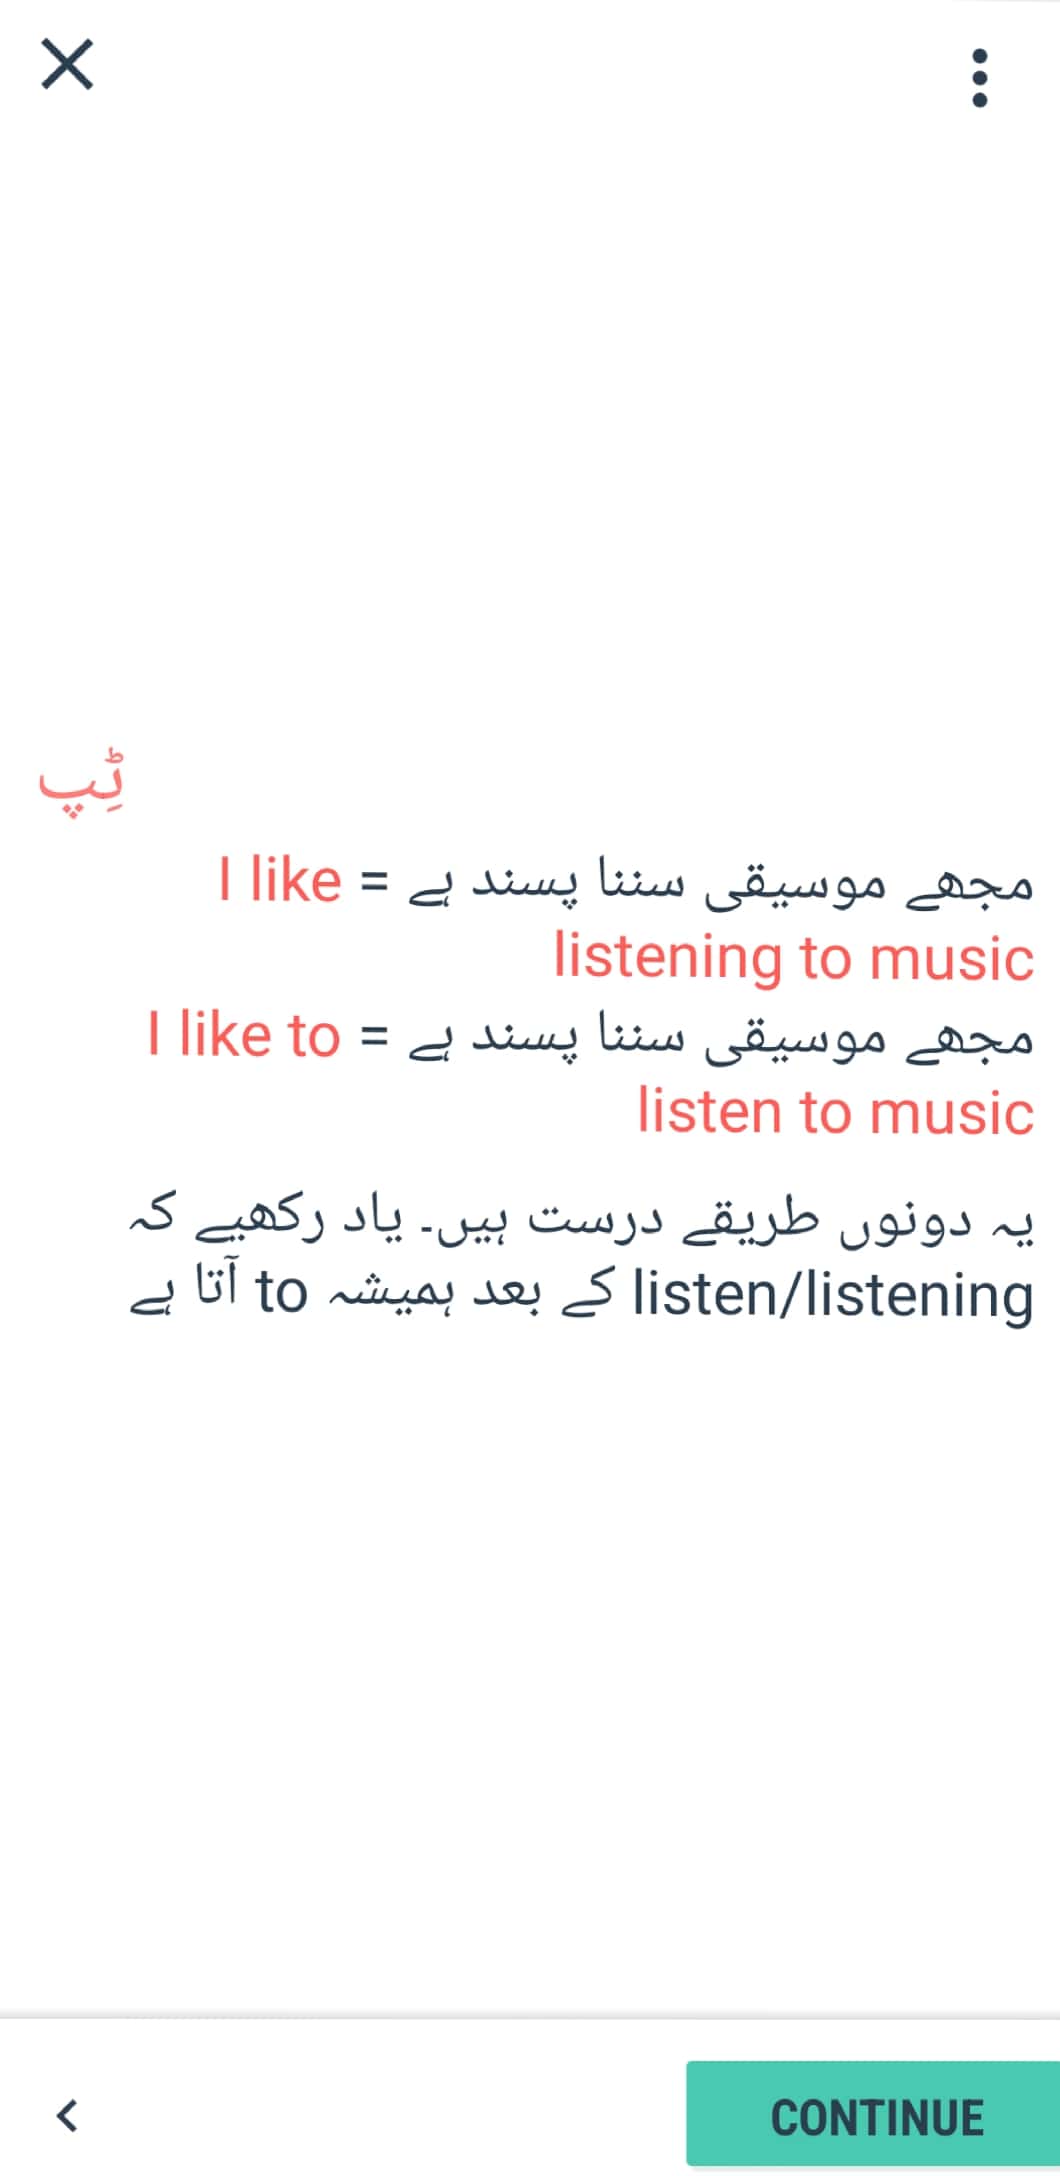 ٹِپ
مجھے موسیقی سننا پسند ہے = I like
listening to music
مجھے موسیقی سننا پسند ہے = I like to
listen to music
یہ دونوں طریقے درست ہیں۔ یاد رکھیے کہ
listen/listening کے بعد ہمیشہ to آتا ہے
CONTINUE